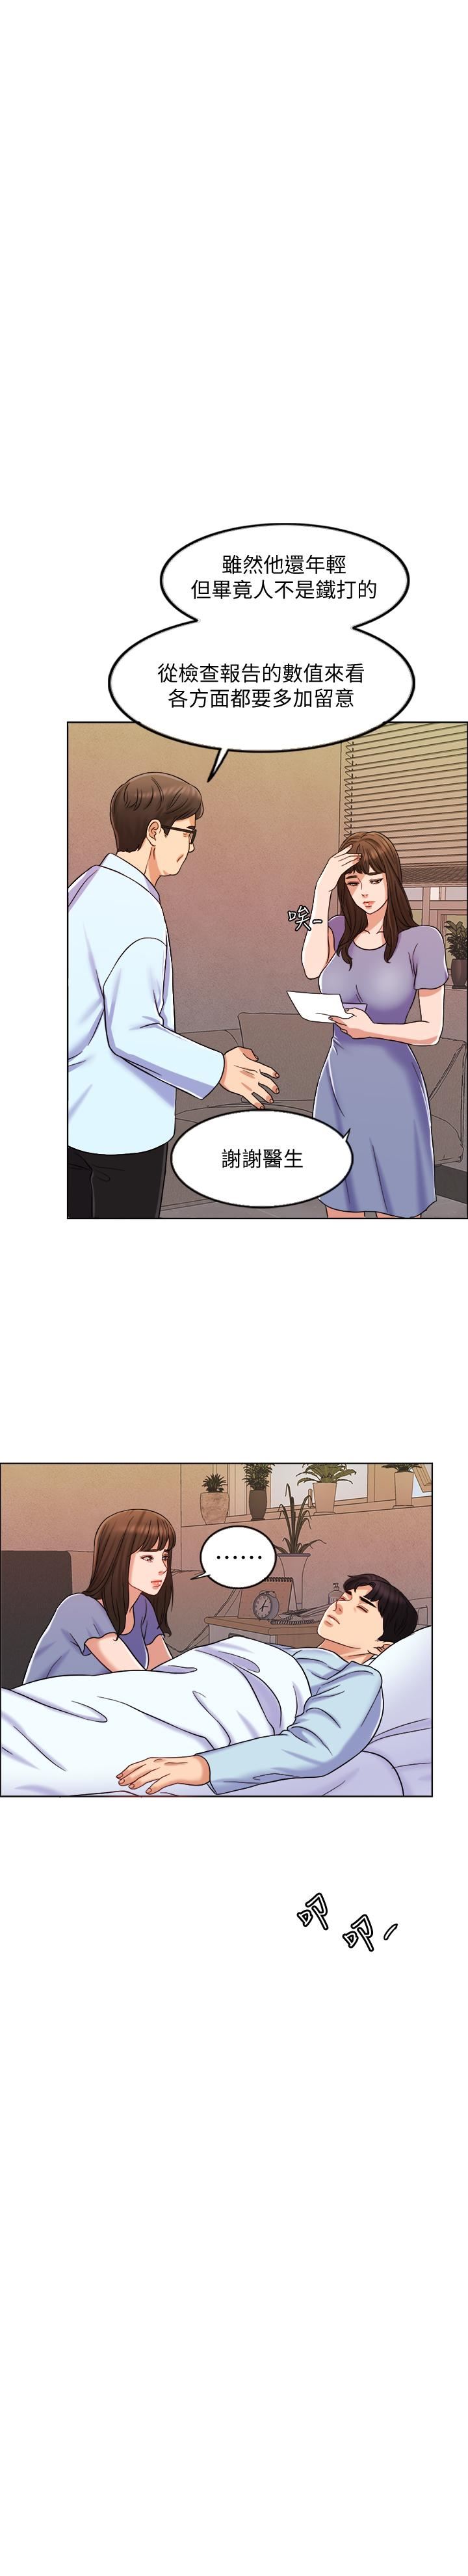 雖然他還年輕
但畢竟人不是鐵打的
從檢查報告的數值來看
各方面都要多加留意
唉~
謝謝醫生
⋯⋯
叩
叩~